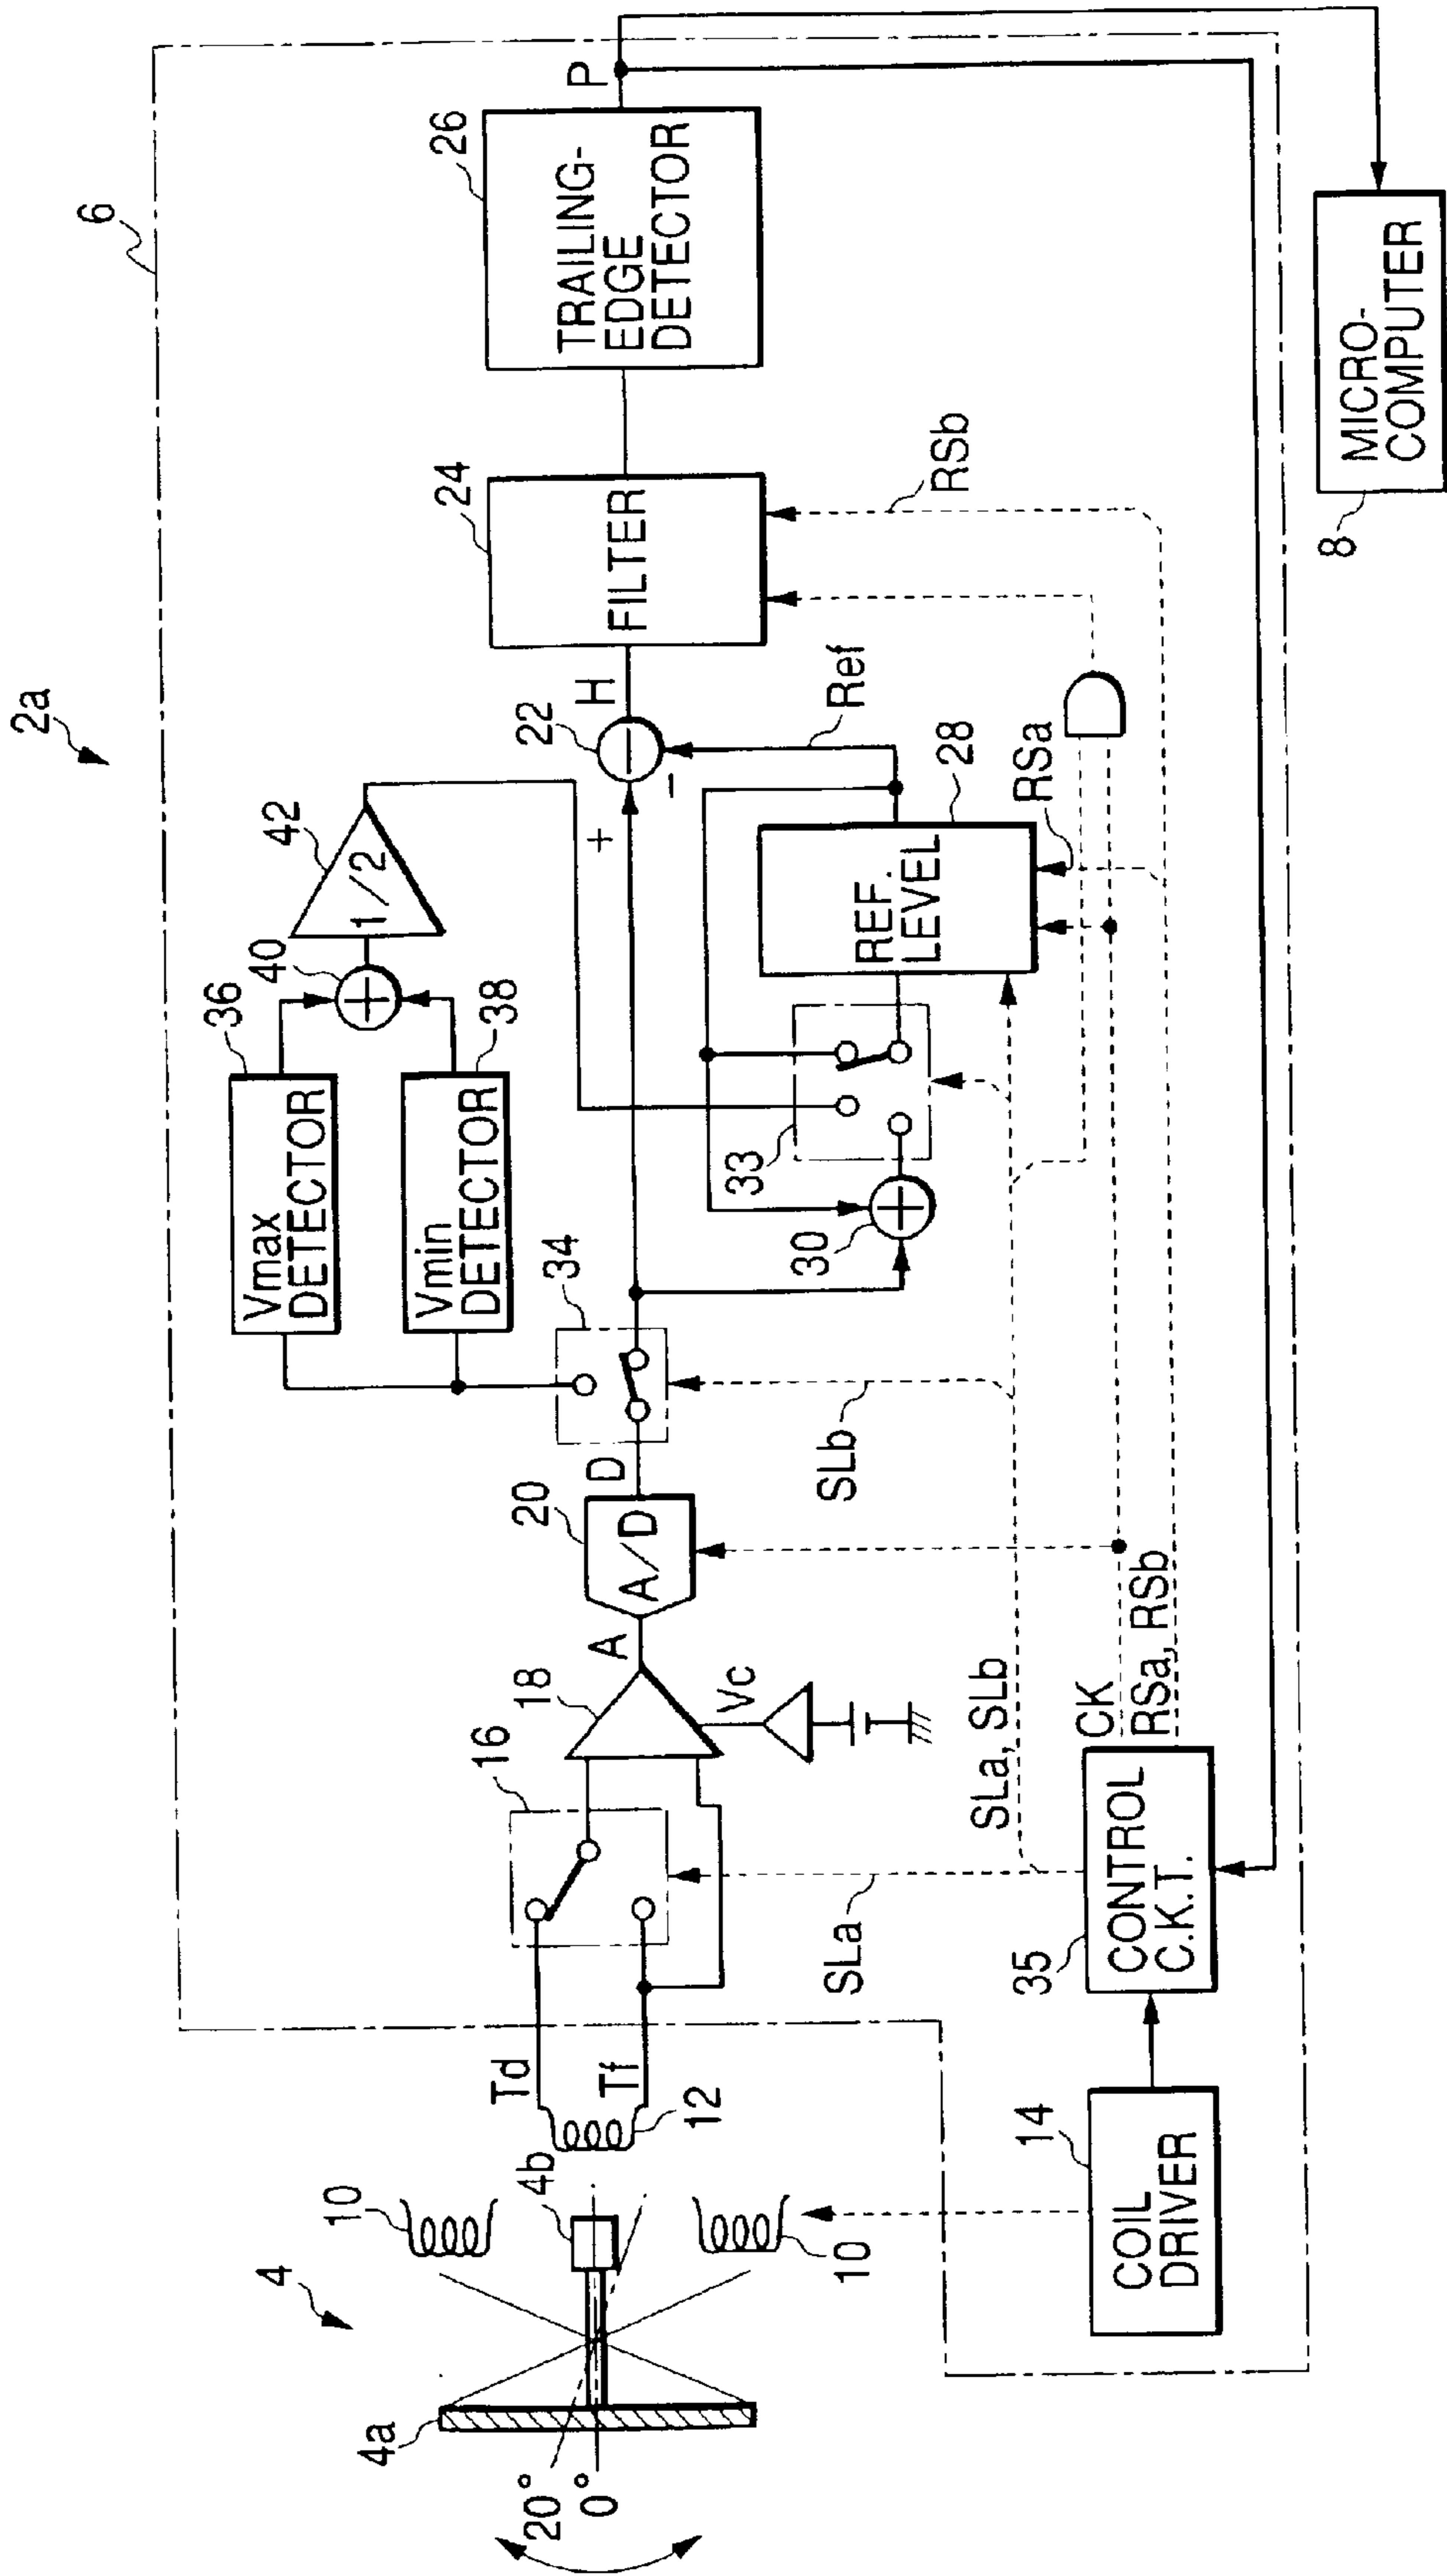 2a
6
4
4a
4b
20°
0°
10
10
12
Td
Tf
16
18
A
Vc
20
A/D
D
34
36
Vmax
DETECTOR
38
Vmin
DETECTOR
40
42
1/2
+
−
22
H
24
FILTER
26
TRAILING-
EDGE
DETECTOR
P
30
33
28
REF.
LEVEL
Ref
RSa
RSb
SLa
SLb
SLa, SLb
CK
RSa, RSb
14
COIL
DRIVER
35
CONTROL
C.K.T.
8
MICRO-
COMPUTER